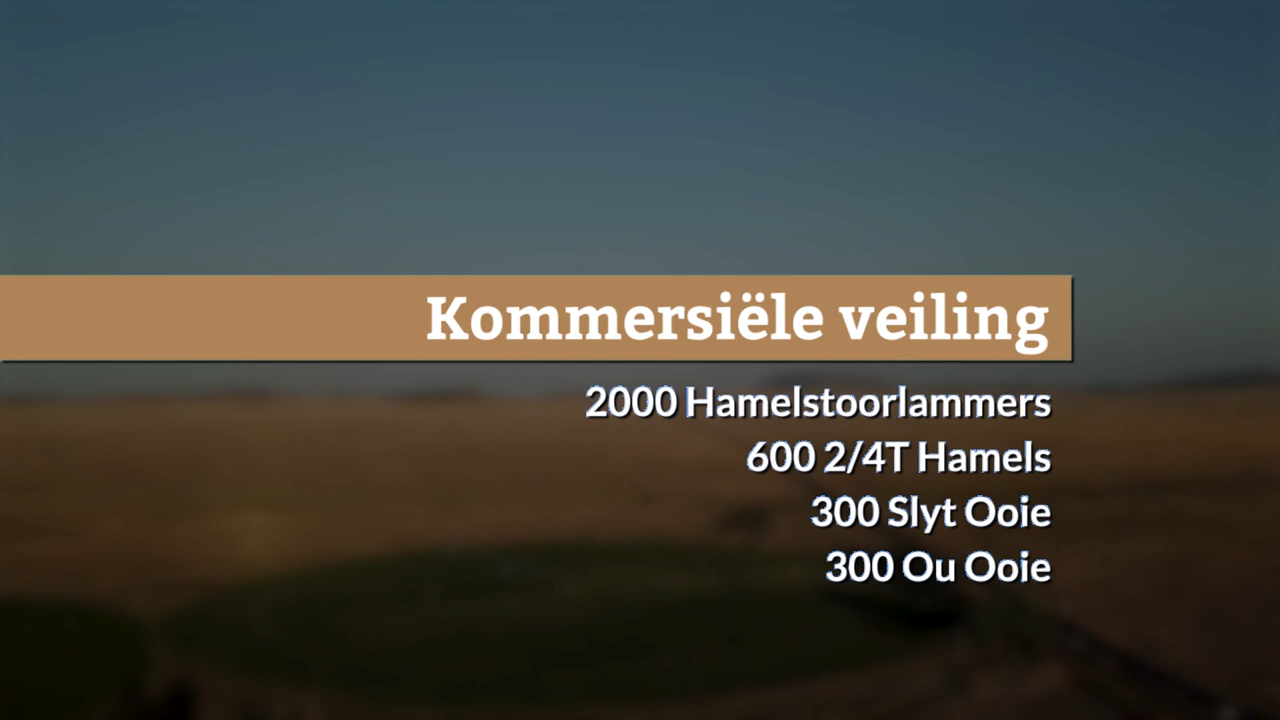 Kommersiële veiling
2000 Hamelstoorlammers
600 2/4T Hamels
300 Slyt Ooie
300 Ou Ooie